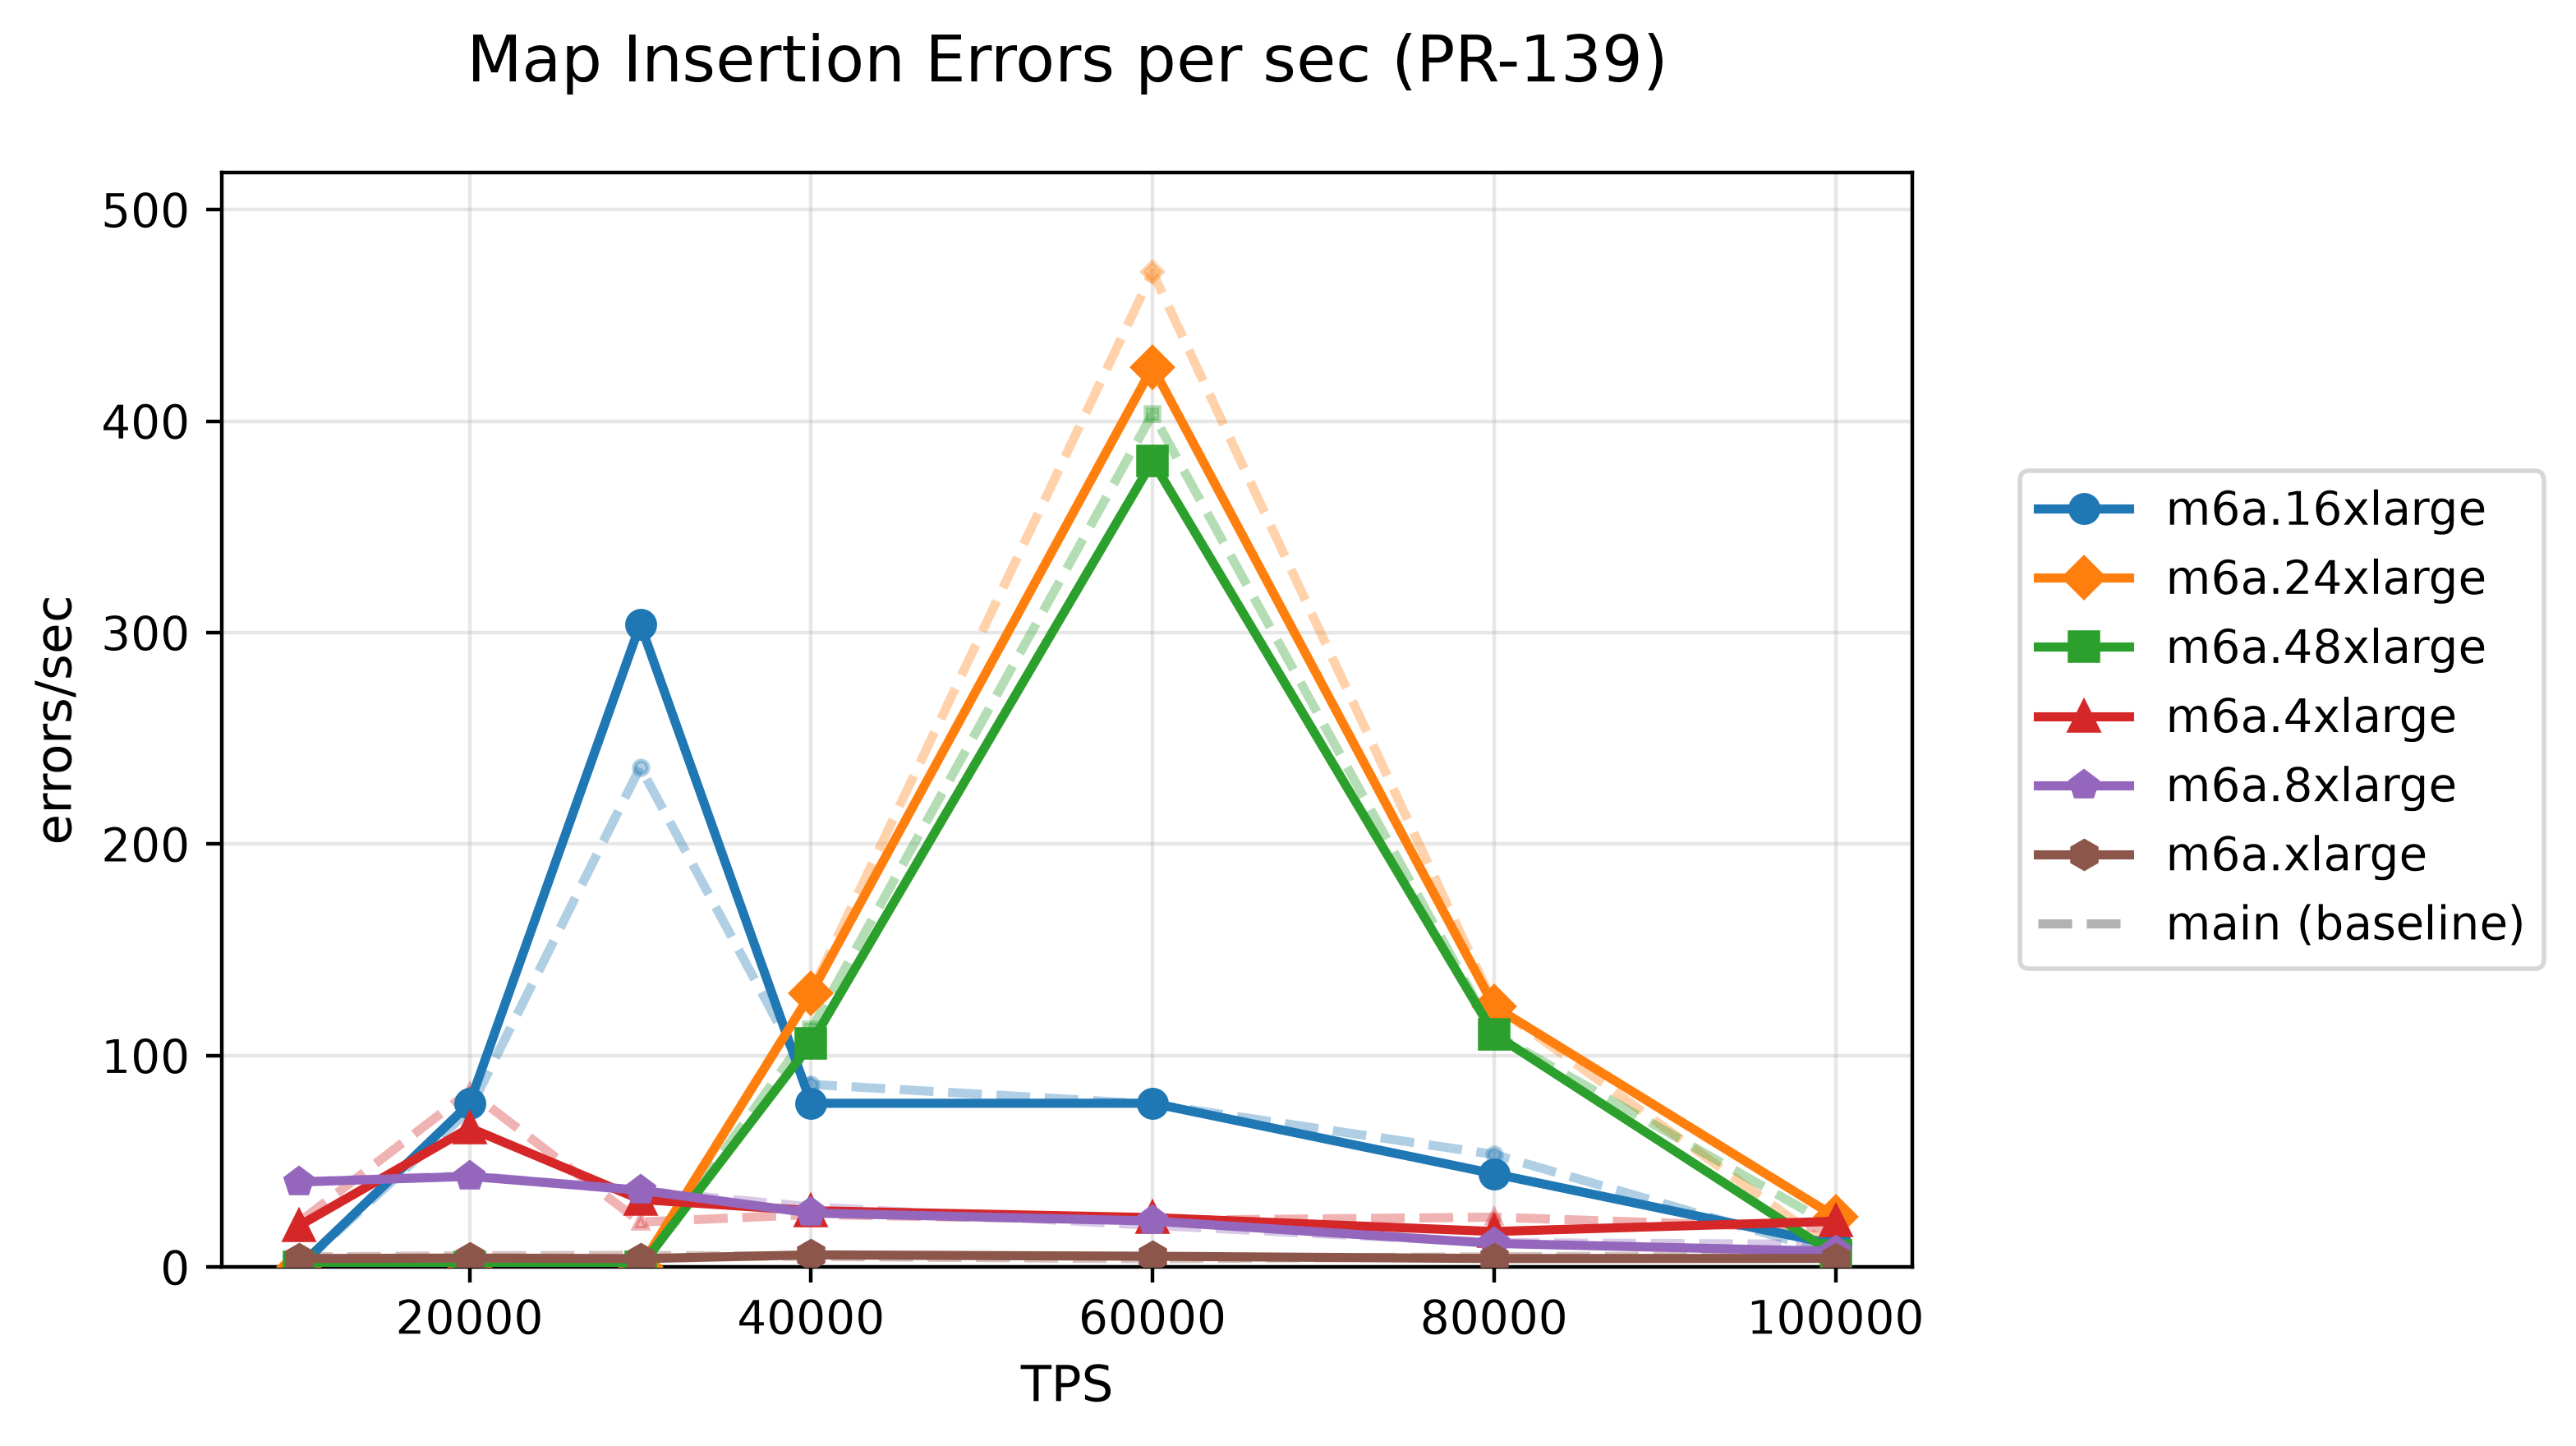 Map Insertion Errors per sec (PR-139)
500
400
300
200
100
0
errors/sec
20000
40000
60000
80000
100000
TPS
m6a.16xlarge
m6a.24xlarge
m6a.48xlarge
m6a.4xlarge
m6a.8xlarge
m6a.xlarge
main (baseline)